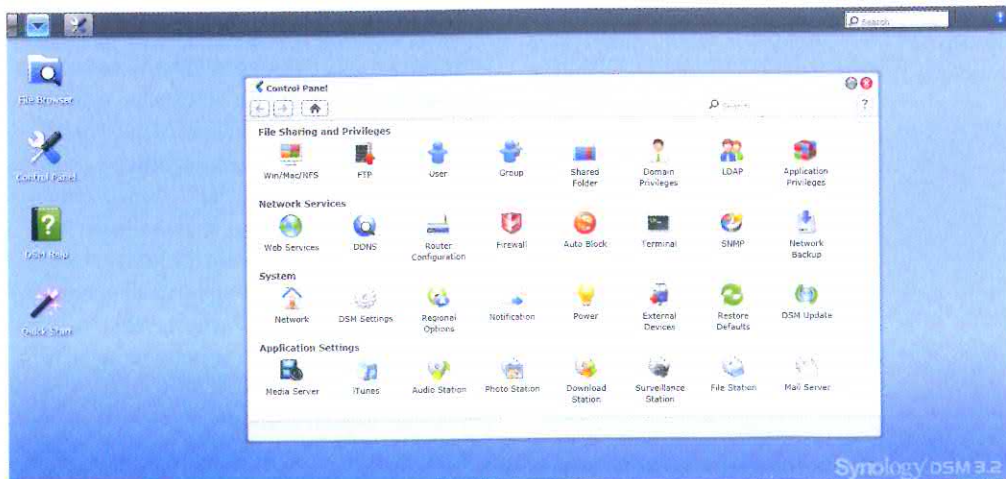 Search
File Browser
Control Panel
DSM Help
Quick Start
Control Panel
Search
?
File Sharing and Privileges
Win/Mac/NFS
FTP
User
Group
Shared Folder
Domain Privileges
LDAP
Application Privileges
Network Services
Web Services
DDNS
Router Configuration
Firewall
Auto Block
Terminal
SNMP
Network Backup
System
Network
DSM Settings
Regional Options
Notification
Power
External Devices
Restore Defaults
DSM Update
Application Settings
Media Server
iTunes
Audio Station
Photo Station
Download Station
Surveillance Station
File Station
Mail Server
Synology DSM 3.2